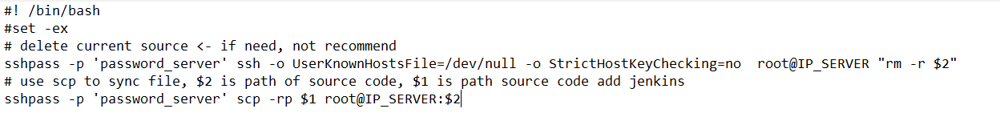 #! /bin/bash
#set -ex
# delete current source <- if need, not recommend
sshpass -p 'password_server' ssh -o UserKnownHostsFile=/dev/null -o StrictHostKeyChecking=no  root@IP_SERVER "rm -r $2"
# use scp to sync file, $2 is path of source code, $1 is path source code add jenkins
sshpass -p 'password_server' scp -rp $1 root@IP_SERVER:$2